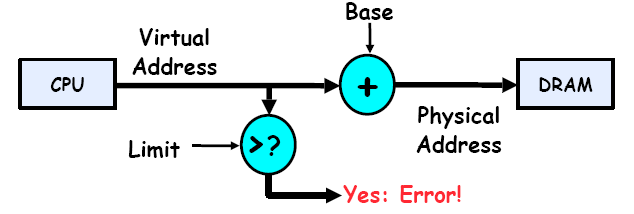 Base
Virtual
Address
CPU
+
DRAM
Physical
Address
Limit
>?
Yes: Error!